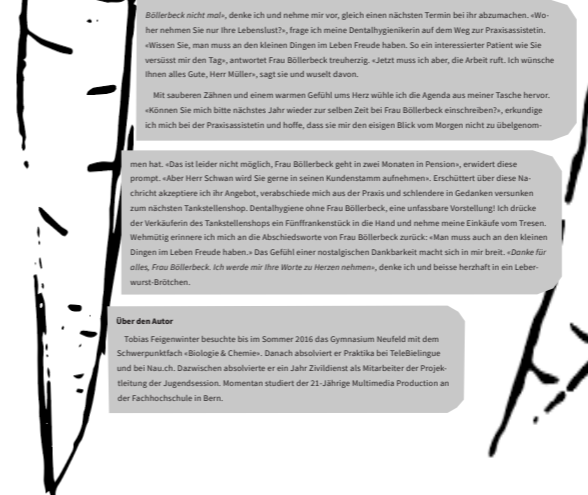 Böllerbeck nicht mal», denke ich und nehme mir vor, gleich einen nächsten Termin bei ihr abzumachen. «Wo-
her nehmen Sie nur Ihre Lebenslust?», frage ich meine Dentalhygienikerin auf dem Weg zur Praxisassistetin.
«Wissen Sie, man muss an den kleinen Dingen im Leben Freude haben. So ein interessierter Patient wie Sie
versüsst mir den Tag», antwortet Frau Böllerbeck treuherzig. «Jetzt muss ich aber, die Arbeit ruft. Ich wünsche
Ihnen alles Gute, Herr Müller», sagt sie und wuselt davon.
Mit sauberen Zähnen und einem warmen Gefühl ums Herz wühle ich die Agenda aus meiner Tasche hervor.
«Können Sie mich bitte nächstes Jahr wieder zur selben Zeit bei Frau Böllerbeck einschreiben?», erkundige
ich mich bei der Praxisassistetin und hoffe, dass sie mir den eisigen Blick vom Morgen nicht zu übelgenom-
men hat. «Das ist leider nicht möglich, Frau Böllerbeck geht in zwei Monaten in Pension», erwidert diese
prompt. «Aber Herr Schwan wird Sie gerne in seinen Kundenstamm aufnehmen». Erschüttert über diese Na-
chricht akzeptiere ich ihr Angebot, verabschiede mich aus der Praxis und schlendere in Gedanken versunken
zum nächsten Tankstellenshop. Dentalhygiene ohne Frau Böllerbeck, eine unfassbare Vorstellung! Ich drücke
der Verkäuferin des Tankstellenshops ein Fünffrankenstück in die Hand und nehme meine Einkäufe vom Tresen.
Wehmütig erinnere ich mich an die Abschiedsworte von Frau Böllerbeck zurück: «Man muss auch an den kleinen
Dingen im Leben Freude haben.» Das Gefühl einer nostalgischen Dankbarkeit macht sich in mir breit. «Danke für
alles, Frau Böllerbeck. Ich werde mir Ihre Worte zu Herzen nehmen», denke ich und beisse herzhaft in ein Leber-
wurst-Brötchen.
Über den Autor
Tobias Feigenwinter besuchte bis im Sommer 2016 das Gymnasium Neufeld mit dem
Schwerpunktfach «Biologie & Chemie». Danach absolviert er Praktika bei TeleBielingue
und bei Nau.ch. Dazwischen absolvierte er ein Jahr Zivildienst als Mitarbeiter der Projek-
tleitung der Jugendsession. Momentan studiert der 21-Jährige Multimedia Production an
der Fachhochschule in Bern.